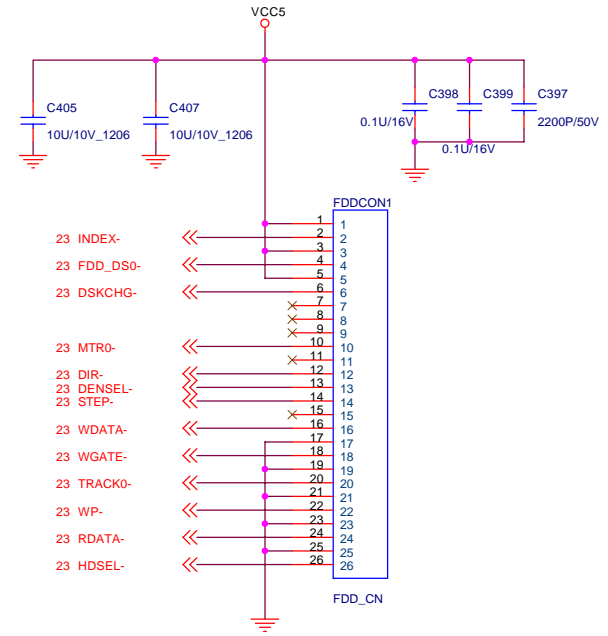 VCC5
C405
10U/10V_1206
C407
10U/10V_1206
C398
0.1U/16V
C399
0.1U/16V
C397
2200P/50V
FDDCON1
1 1
23 INDEX- 2 2
3 3
23 FDD_DS0- 4 4
5 5
23 DSKCHG- 6 6
7 7
8 8
9 9
23 MTR0- 10 10
11 11
23 DIR- 12 12
23 DENSEL- 13 13
23 STEP- 14 14
15 15
23 WDATA- 16 16
17 17
23 WGATE- 18 18
19 19
23 TRACK0- 20 20
21 21
23 WP- 22 22
23 23
23 RDATA- 24 24
25 25
23 HDSEL- 26 26
FDD_CN